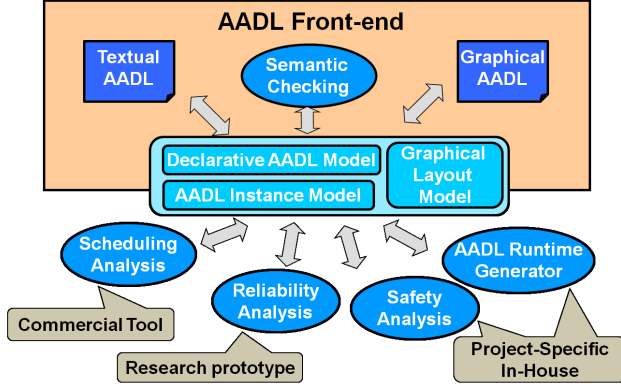 AADL Front-end
Textual
AADL
Semantic
Checking
Graphical
AADL
Declarative AADL Model
AADL Instance Model
Graphical
Layout
Model
Scheduling
Analysis
Reliability
Analysis
Safety
Analysis
AADL Runtime
Generator
Commercial Tool
Research prototype
Project-Specific
In-House